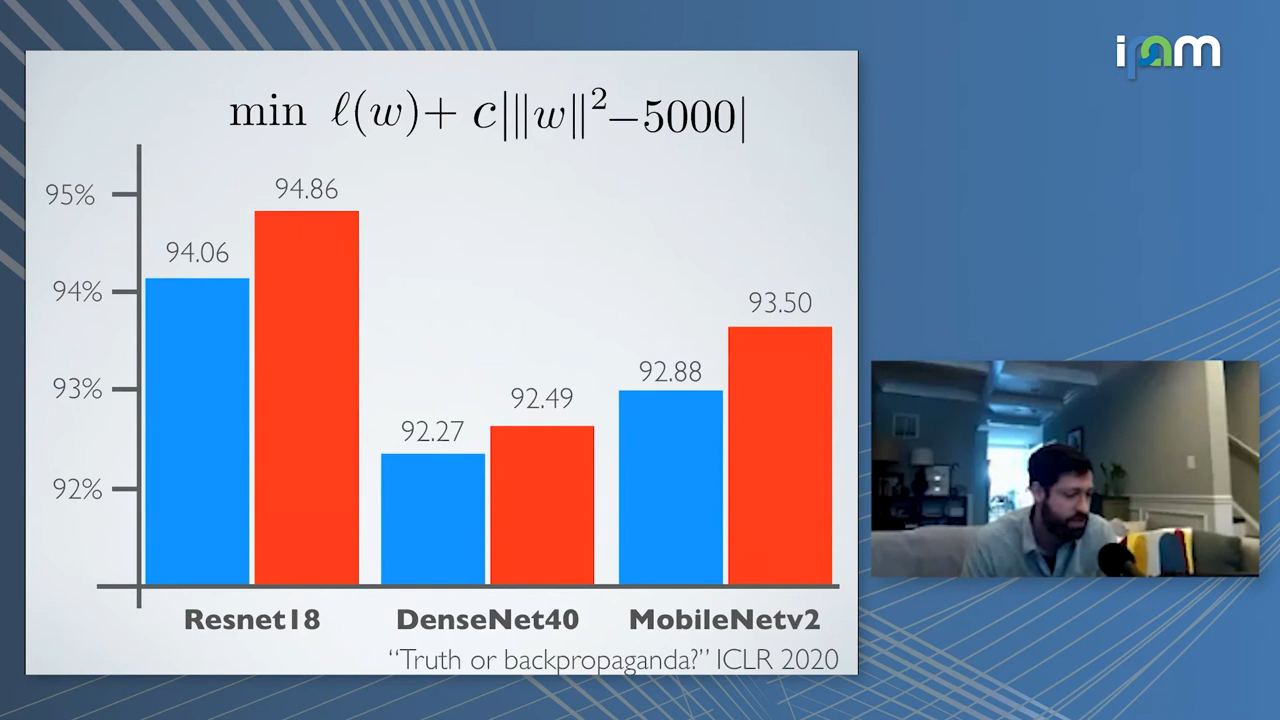 ipam
min ℓ(w)+ c|‖w‖²−5000|
95%
94%
93%
92%
94.06
94.86
92.27
92.49
92.88
93.50
Resnet18
DenseNet40
MobileNetv2
“Truth or backpropaganda?” ICLR 2020